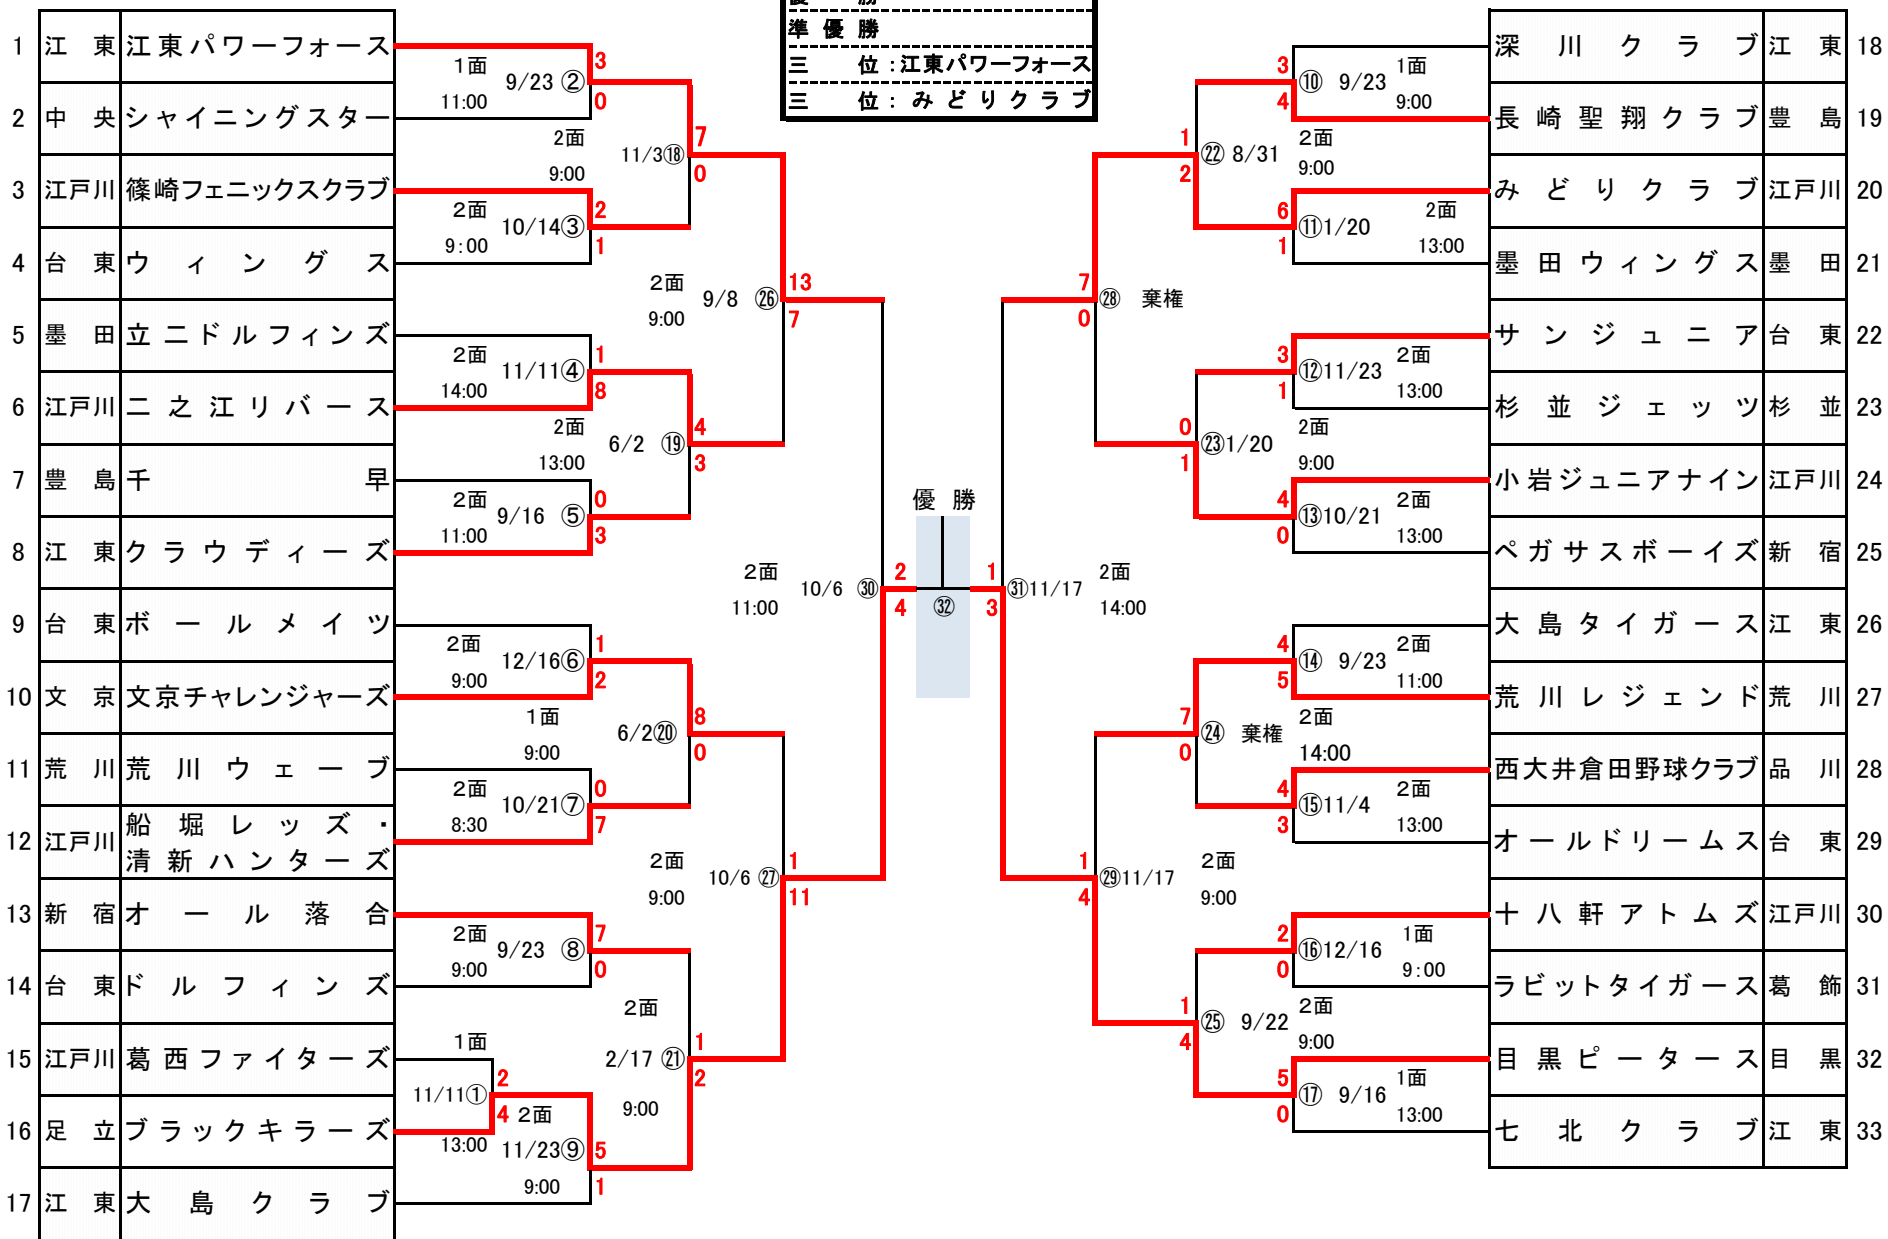 優勝
準優勝
三位：江東パワーフォース
三位：みどりクラブ
1 江東 江東パワーフォース
2 中央 シャイニングスター
3 江戸川 篠崎フェニックスクラブ
4 台東 ウィングス
5 墨田 立二ドルフィンズ
6 江戸川 二之江リバース
7 豊島 千早
8 江東 クラウディーズ
9 台東 ボールメイツ
10 文京 文京チャレンジャーズ
11 荒川 荒川ウェーブ
12 江戸川 船堀レッズ・
清新ハンターズ
13 新宿 オール落合
14 台東 ドルフィンズ
15 江戸川 葛西ファイターズ
16 足立 ブラックキラーズ
17 江東 大島クラブ
1面
9/23 ②
11:00
3
0
2面
11/3⑱
9:00
7
0
2面
10/14③
9:00
2
1
2面
9/8 ㉖
9:00
13
7
2面
11/11④
14:00
1
8
2面
6/2 ⑲
13:00
4
3
2面
9/16 ⑤
11:00
0
3
2面
10/6 ㉚
11:00
2
4
2面
12/16⑥
9:00
1
2
1面
6/2⑳
9:00
8
0
2面
10/21⑦
8:30
0
7
2面
10/6 ㉗
9:00
1
11
2面
9/23 ⑧
9:00
7
0
2面
2/17 ㉑
9:00
1
2
1面
11/11①
13:00
2
4
2面
11/23⑨
9:00
5
1
優勝
㉜
深川クラブ 江東 18
長崎聖翔クラブ 豊島 19
みどりクラブ 江戸川 20
墨田ウィングス 墨田 21
サンジュニア 台東 22
杉並ジェッツ 杉並 23
小岩ジュニアナイン 江戸川 24
ペガサスボーイズ 新宿 25
大島タイガース 江東 26
荒川レジェンド 荒川 27
西大井倉田野球クラブ 品川 28
オールドリームス 台東 29
十八軒アトムズ 江戸川 30
ラビットタイガース 葛飾 31
目黒ピータース 目黒 32
七北クラブ 江東 33
3
4
⑩ 9/23
1面
9:00
1
2
㉒ 8/31
2面
9:00
6
1
⑪1/20
2面
13:00
7
0
㉘ 棄権
3
1
⑫11/23
2面
13:00
0
1
㉓1/20
2面
9:00
4
0
⑬10/21
2面
13:00
1
3
㉛11/17
2面
14:00
4
5
⑭ 9/23
2面
11:00
7
0
㉔ 棄権
2面
14:00
4
3
⑮11/4
2面
13:00
1
4
㉙11/17
2面
9:00
2
0
⑯12/16
1面
9:00
1
4
㉕ 9/22
2面
9:00
5
0
⑰ 9/16
1面
13:00